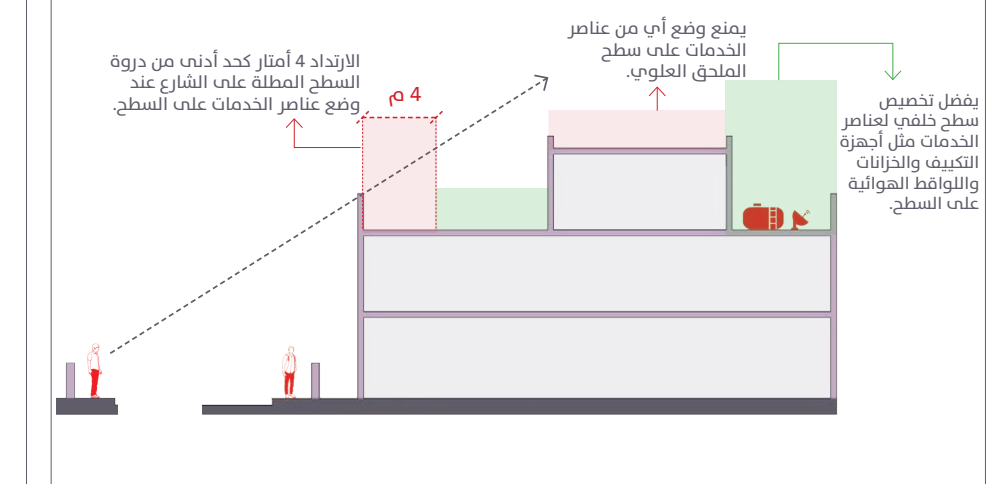 يمنع وضع أي من عناصر
الخدمات على سطح
الملحق العلوي.
الارتداد 4 أمتار كحد أدنى من دروة
السطح المطلة على الشارع عند
وضع عناصر الخدمات على السطح.
4 م
يفضل تخصيص
سطح خلفي لعناصر
الخدمات مثل أجهزة
التكييف والخزانات
واللواقط الهوائية
على السطح.